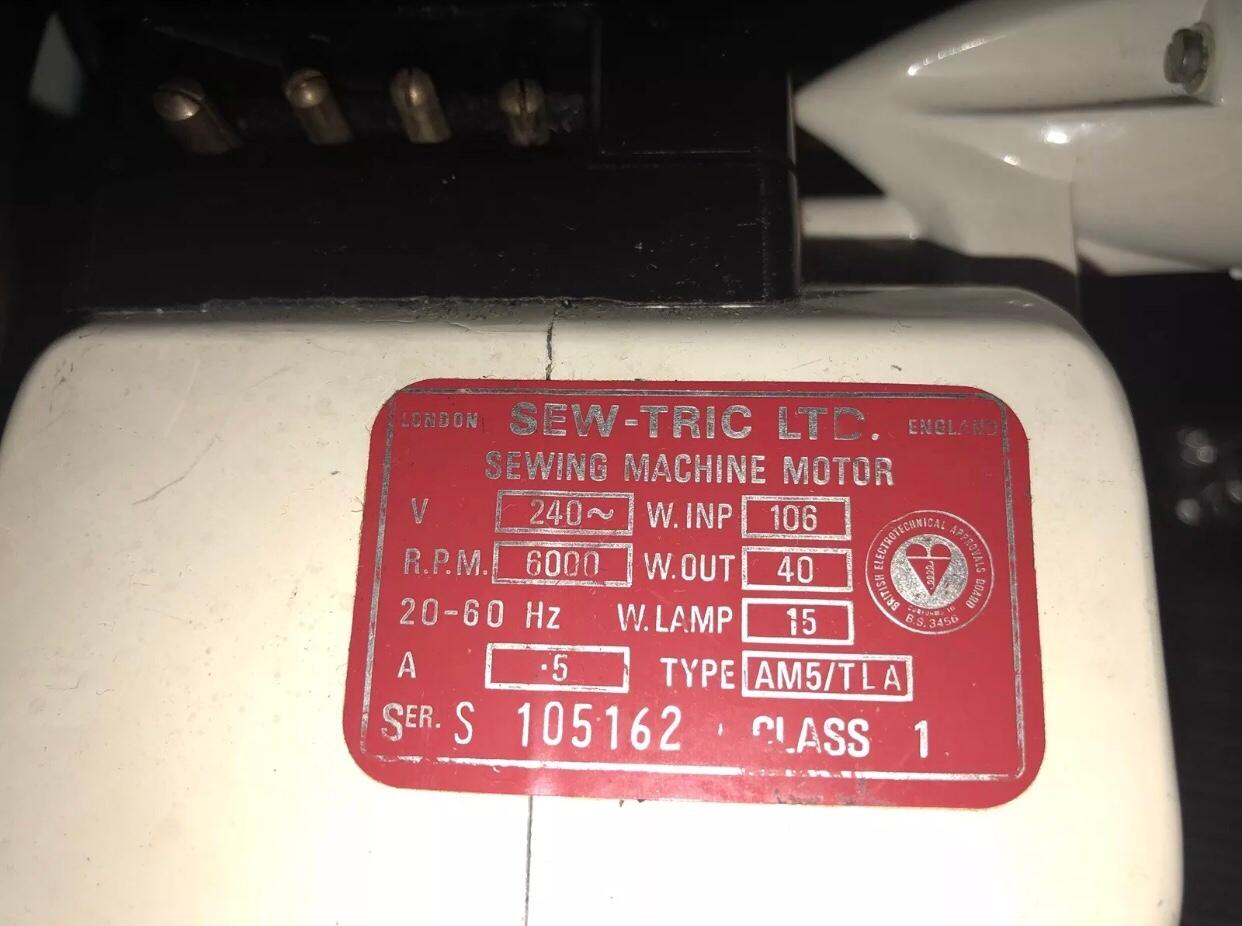 LONDON SEW-TRIC LTD. ENGLAND
SEWING MACHINE MOTOR
V 240~ W.INP 106
R.P.M. 6000 W.OUT 40
20-60 Hz W.LAMP 15
A ·5 TYPE AM5/TLA
SER. S 105162 CLASS 1
BRITISH ELECTROTECHNICAL APPROVALS BOARD
B.S. 3456